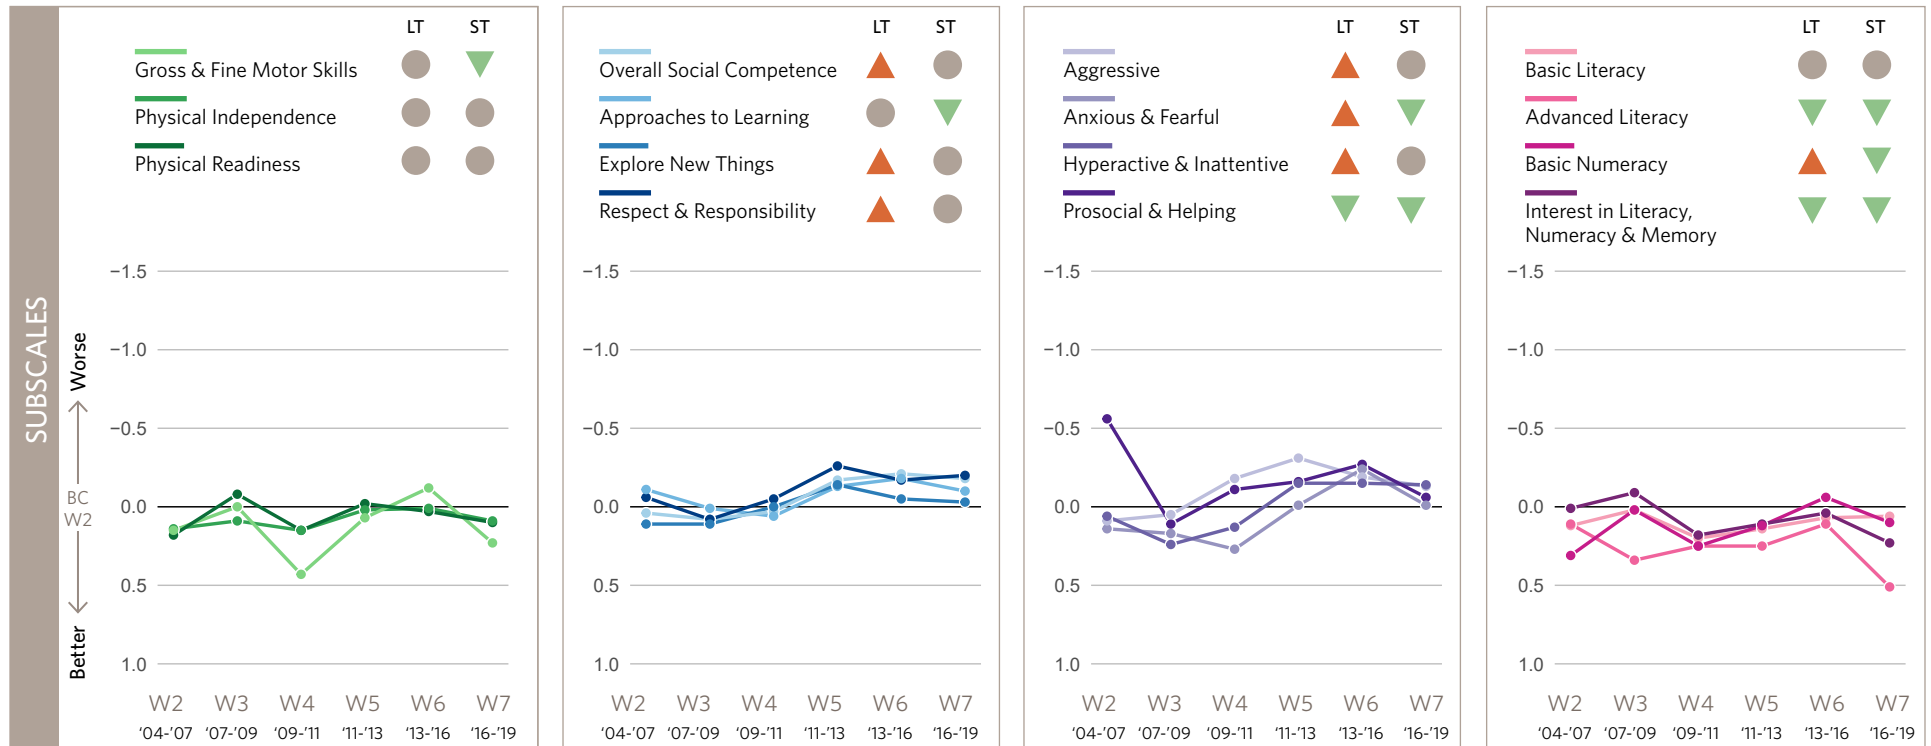 SUBSCALES
Worse
BC
W2
Better
LT ST
Gross & Fine Motor Skills
Physical Independence
Physical Readiness
−1.5
−1.0
−0.5
0.0
0.5
1.0
W2 W3 W4 W5 W6 W7
‘04-’07 ‘07-’09 ‘09-’11 ‘11-’13 ‘13-’16 ‘16-’19
LT ST
Overall Social Competence
Approaches to Learning
Explore New Things
Respect & Responsibility
−1.5
−1.0
−0.5
0.0
0.5
1.0
W2 W3 W4 W5 W6 W7
‘04-’07 ‘07-’09 ‘09-’11 ‘11-’13 ‘13-’16 ‘16-’19
LT ST
Aggressive
Anxious & Fearful
Hyperactive & Inattentive
Prosocial & Helping
−1.5
−1.0
−0.5
0.0
0.5
1.0
W2 W3 W4 W5 W6 W7
‘04-’07 ‘07-’09 ‘09-’11 ‘11-’13 ‘13-’16 ‘16-’19
LT ST
Basic Literacy
Advanced Literacy
Basic Numeracy
Interest in Literacy,
Numeracy & Memory
−1.5
−1.0
−0.5
0.0
0.5
1.0
W2 W3 W4 W5 W6 W7
‘04-’07 ‘07-’09 ‘09-’11 ‘11-’13 ‘13-’16 ‘16-’19